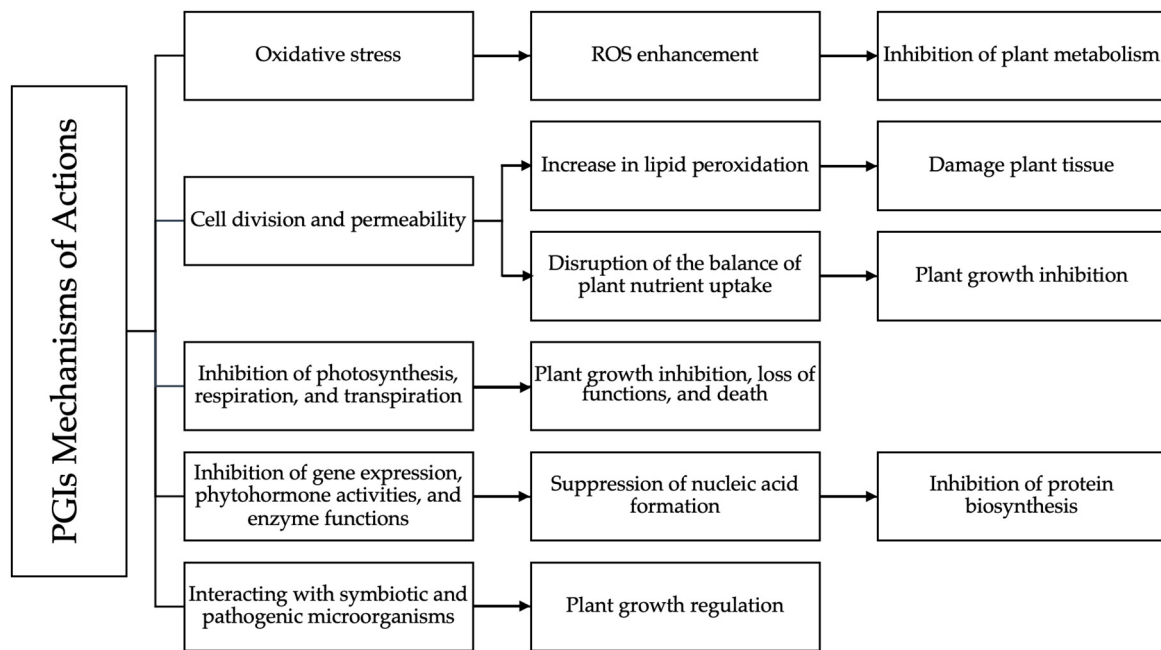 PGIs Mechanisms of Actions
Oxidative stress
ROS enhancement
Inhibition of plant metabolism
Cell division and permeability
Increase in lipid peroxidation
Damage plant tissue
Disruption of the balance of
plant nutrient uptake
Plant growth inhibition
Inhibition of photosynthesis,
respiration, and transpiration
Plant growth inhibition, loss of
functions, and death
Inhibition of gene expression,
phytohormone activities, and
enzyme functions
Suppression of nucleic acid
formation
Inhibition of protein
biosynthesis
Interacting with symbiotic and
pathogenic microorganisms
Plant growth regulation